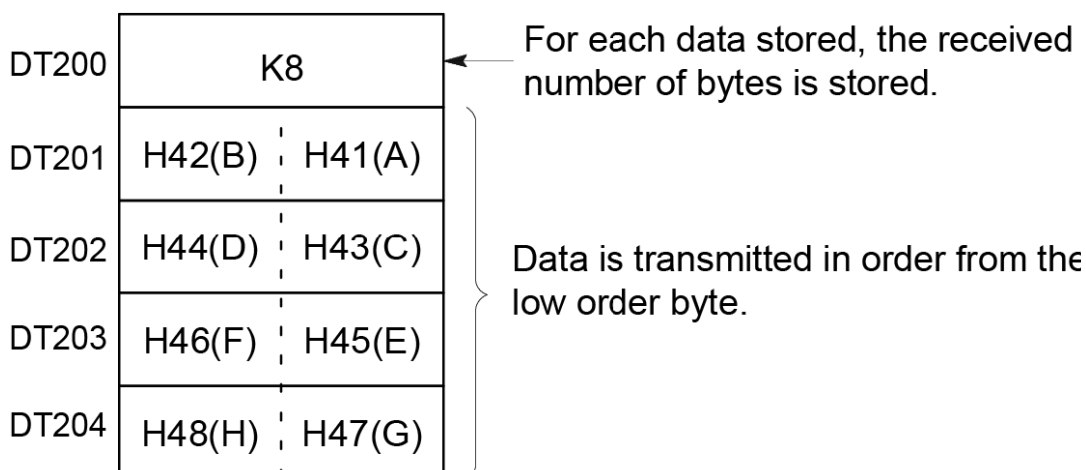 DT200 K8
For each data stored, the received
number of bytes is stored.
DT201 H42(B) H41(A)
DT202 H44(D) H43(C)
Data is transmitted in order from the
low order byte.
DT203 H46(F) H45(E)
DT204 H48(H) H47(G)